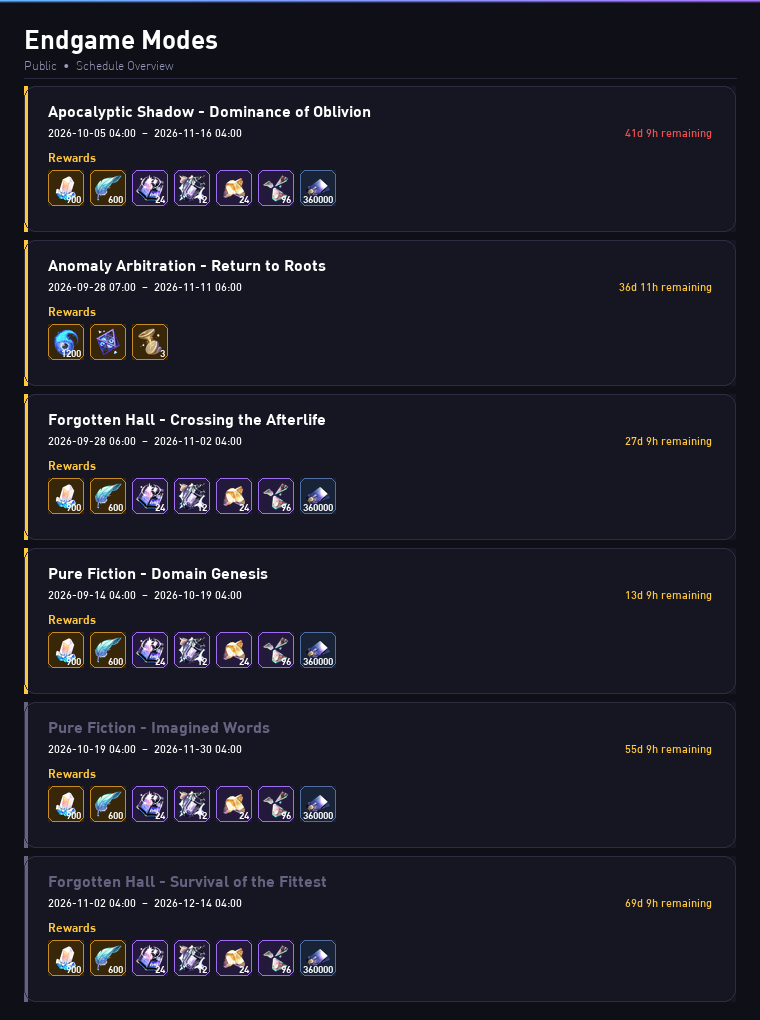 Endgame Modes
Public • Schedule Overview
Apocalyptic Shadow - Dominance of Oblivion
2026-10-05 04:00 – 2026-11-16 04:00
41d 9h remaining
Rewards
900 600 24 12 24 96 360000
Anomaly Arbitration - Return to Roots
2026-09-28 07:00 – 2026-11-11 06:00
36d 11h remaining
Rewards
1200 3
Forgotten Hall - Crossing the Afterlife
2026-09-28 06:00 – 2026-11-02 04:00
27d 9h remaining
Rewards
900 600 24 12 24 96 360000
Pure Fiction - Domain Genesis
2026-09-14 04:00 – 2026-10-19 04:00
13d 9h remaining
Rewards
900 600 24 12 24 96 360000
Pure Fiction - Imagined Words
2026-10-19 04:00 – 2026-11-30 04:00
55d 9h remaining
Rewards
900 600 24 12 24 96 360000
Forgotten Hall - Survival of the Fittest
2026-11-02 04:00 – 2026-12-14 04:00
69d 9h remaining
Rewards
900 600 24 12 24 96 360000